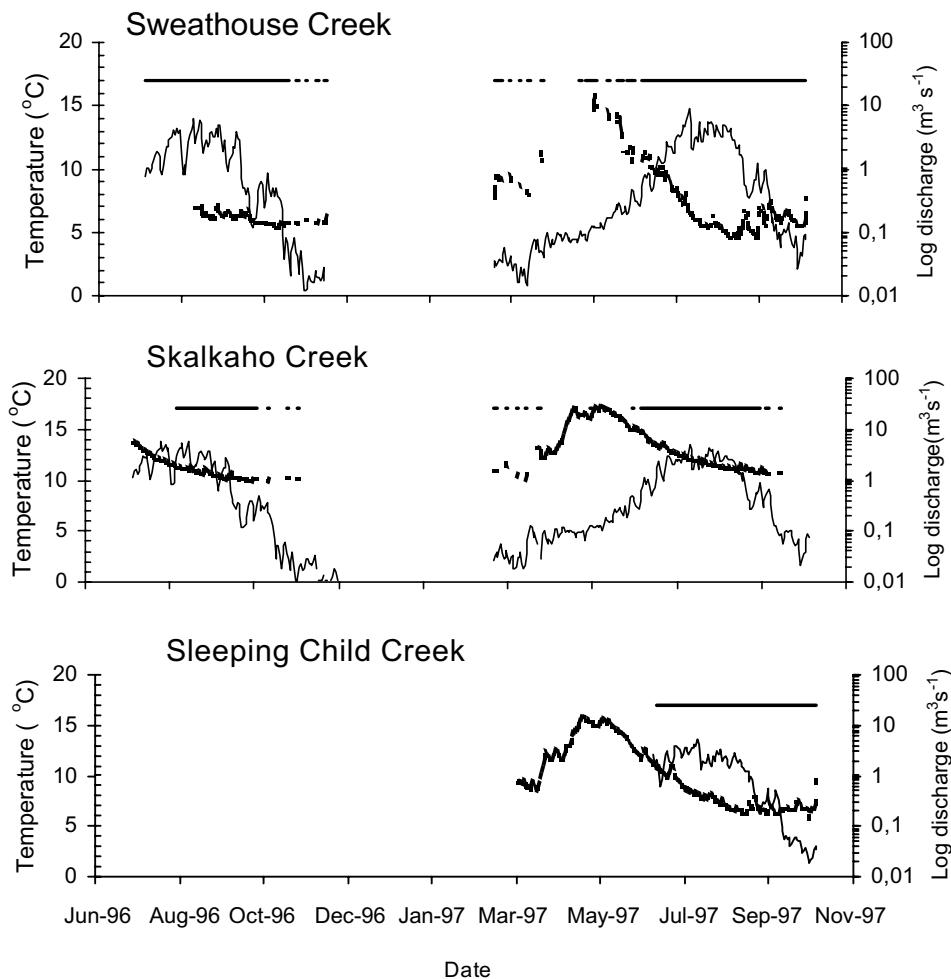 Sweathouse Creek
20
15
10
5
0
Temperature (°C)
100
10
1
0,1
0,01
Log discharge (m³ s⁻¹)
Skalkaho Creek
20
15
10
5
0
Temperature (°C)
100
10
1
0,1
0,01
Log discharge(m³s⁻¹)
Sleeping Child Creek
20
15
10
5
0
Temperature ( °C)
100
10
1
0,1
0,01
Log discharge (m³s⁻¹)
Jun-96 Aug-96 Oct-96 Dec-96 Jan-97 Mar-97 May-97 Jul-97 Sep-97 Nov-97
Date